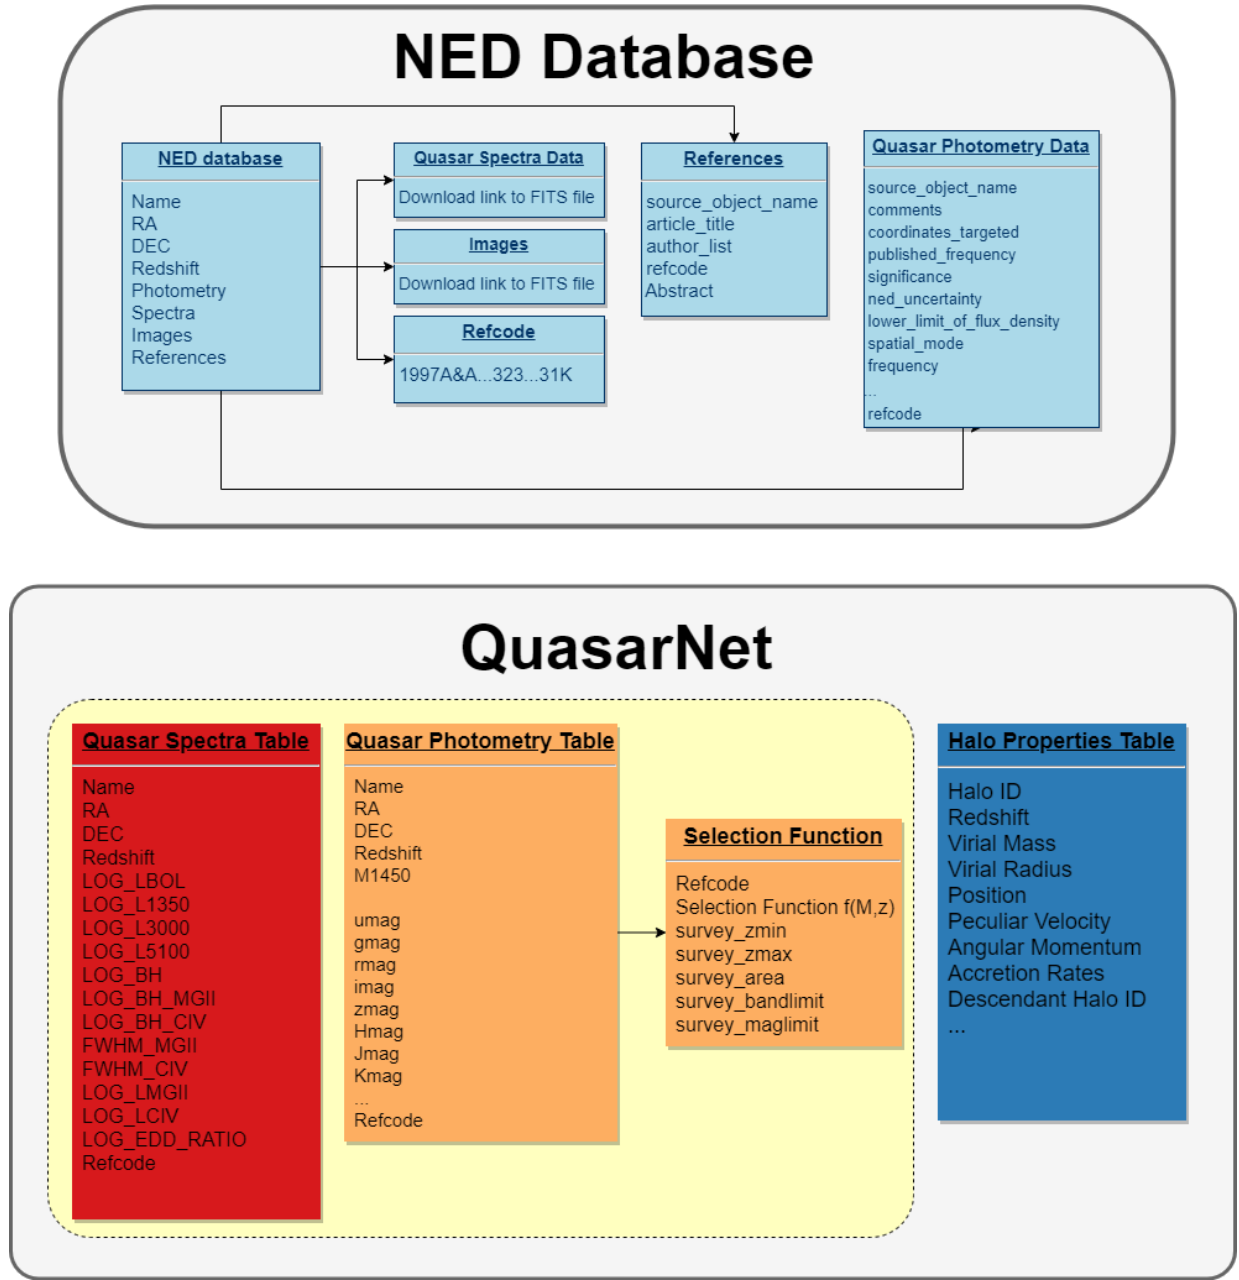 NED Database
NED database
Name
RA
DEC
Redshift
Photometry
Spectra
Images
References
Quasar Spectra Data
Download link to FITS file
Images
Download link to FITS file
Refcode
1997A&A...323...31K
References
source_object_name
article_title
author_list
refcode
Abstract
Quasar Photometry Data
source_object_name
comments
coordinates_targeted
published_frequency
significance
ned_uncertainty
lower_limit_of_flux_density
spatial_mode
frequency
...
refcode
QuasarNet
Quasar Spectra Table
Name
RA
DEC
Redshift
LOG_LBOL
LOG_L1350
LOG_L3000
LOG_L5100
LOG_BH
LOG_BH_MGII
LOG_BH_CIV
FWHM_MGII
FWHM_CIV
LOG_LMGII
LOG_LCIV
LOG_EDD_RATIO
Refcode
Quasar Photometry Table
Name
RA
DEC
Redshift
M1450
umag
gmag
rmag
imag
zmag
Hmag
Jmag
Kmag
...
Refcode
Selection Function
Refcode
Selection Function f(M,z)
survey_zmin
survey_zmax
survey_area
survey_bandlimit
survey_maglimit
Halo Properties Table
Halo ID
Redshift
Virial Mass
Virial Radius
Position
Peculiar Velocity
Angular Momentum
Accretion Rates
Descendant Halo ID
...